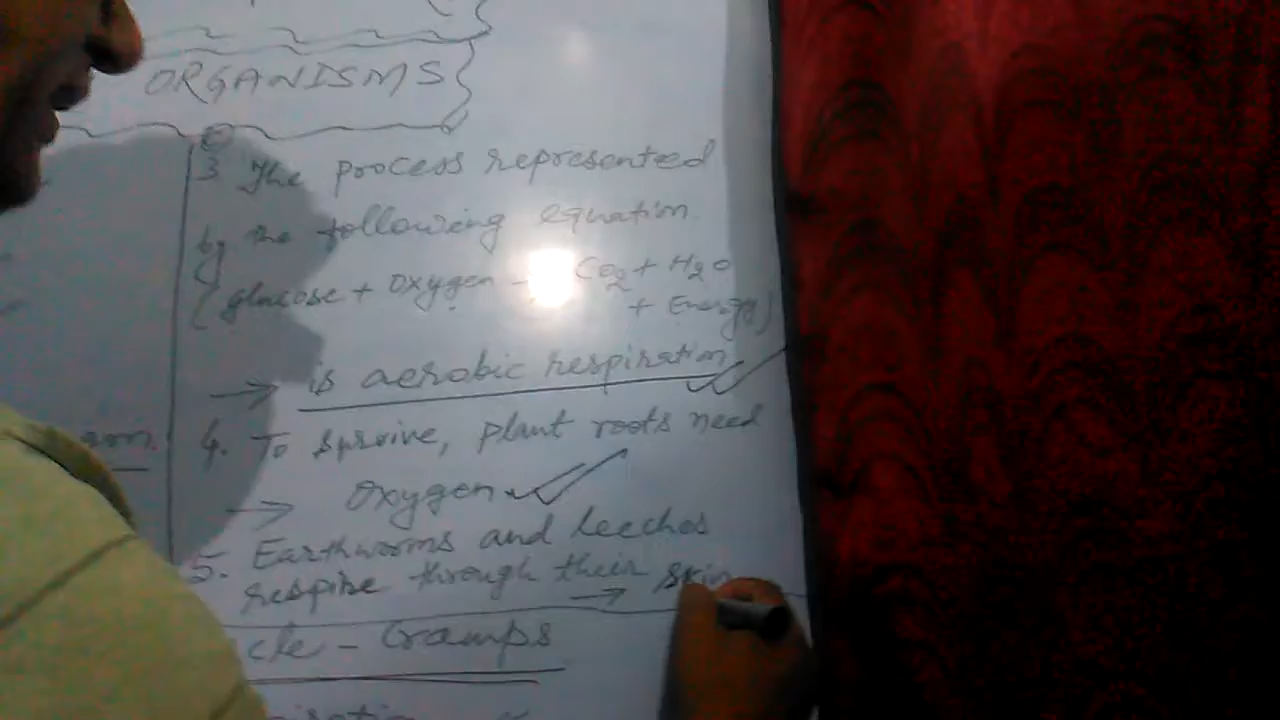 ORGANISMS
3 The process represented
by the following equation.
(glucose + oxygen → CO2 + H2O
+ Energy)
→ is aerobic respiration
4. To survive, plant roots need
→ Oxygen
5. Earthworms and leeches
respire through their
→ skin
cle - Cramps